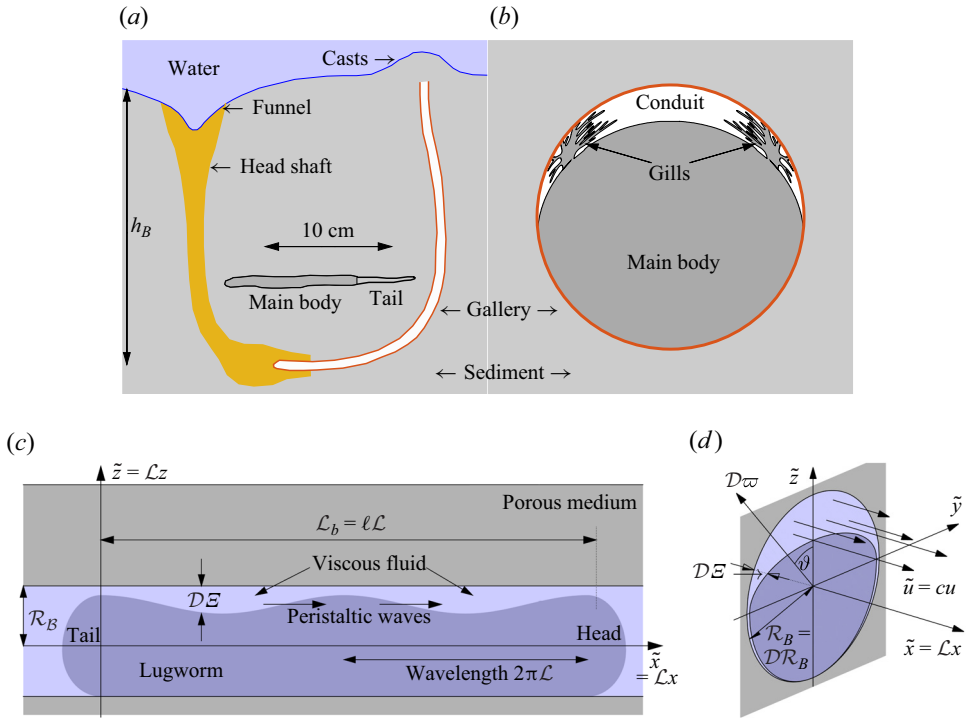 (a)
Water
Casts →
← Funnel
← Head shaft
h_B
10 cm
Main body
Tail
← Gallery →
← Sediment →
(b)
Conduit
Gills
Main body
(c)
z̃ = ℒz
Porous medium
ℒ_b = ℓℒ
Viscous fluid
𝒟Ξ
Peristaltic waves
ℛ_ℬ
Tail
Head
x̃
= ℒx
Lugworm
Wavelength 2πℒ
(d)
𝒟ϖ
z̃
ỹ
𝒟Ξ
ϑ
ũ = cu
ℛ_B =
𝒟ℛ_B
x̃ = ℒx